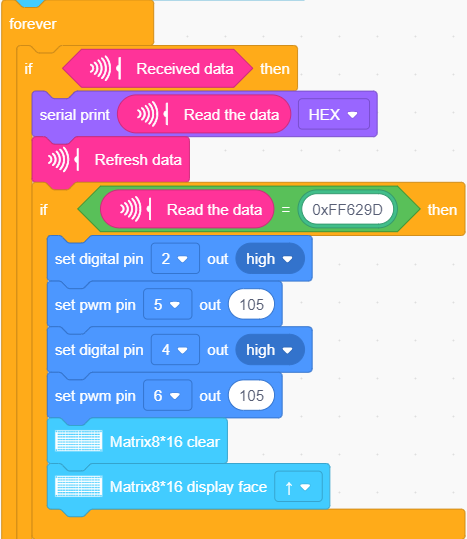 forever
if Received data then
serial print Read the data HEX
Refresh data
if Read the data = 0xFF629D then
set digital pin 2 out high
set pwm pin 5 out 105
set digital pin 4 out high
set pwm pin 6 out 105
Matrix8*16 clear
Matrix8*16 display face ↑